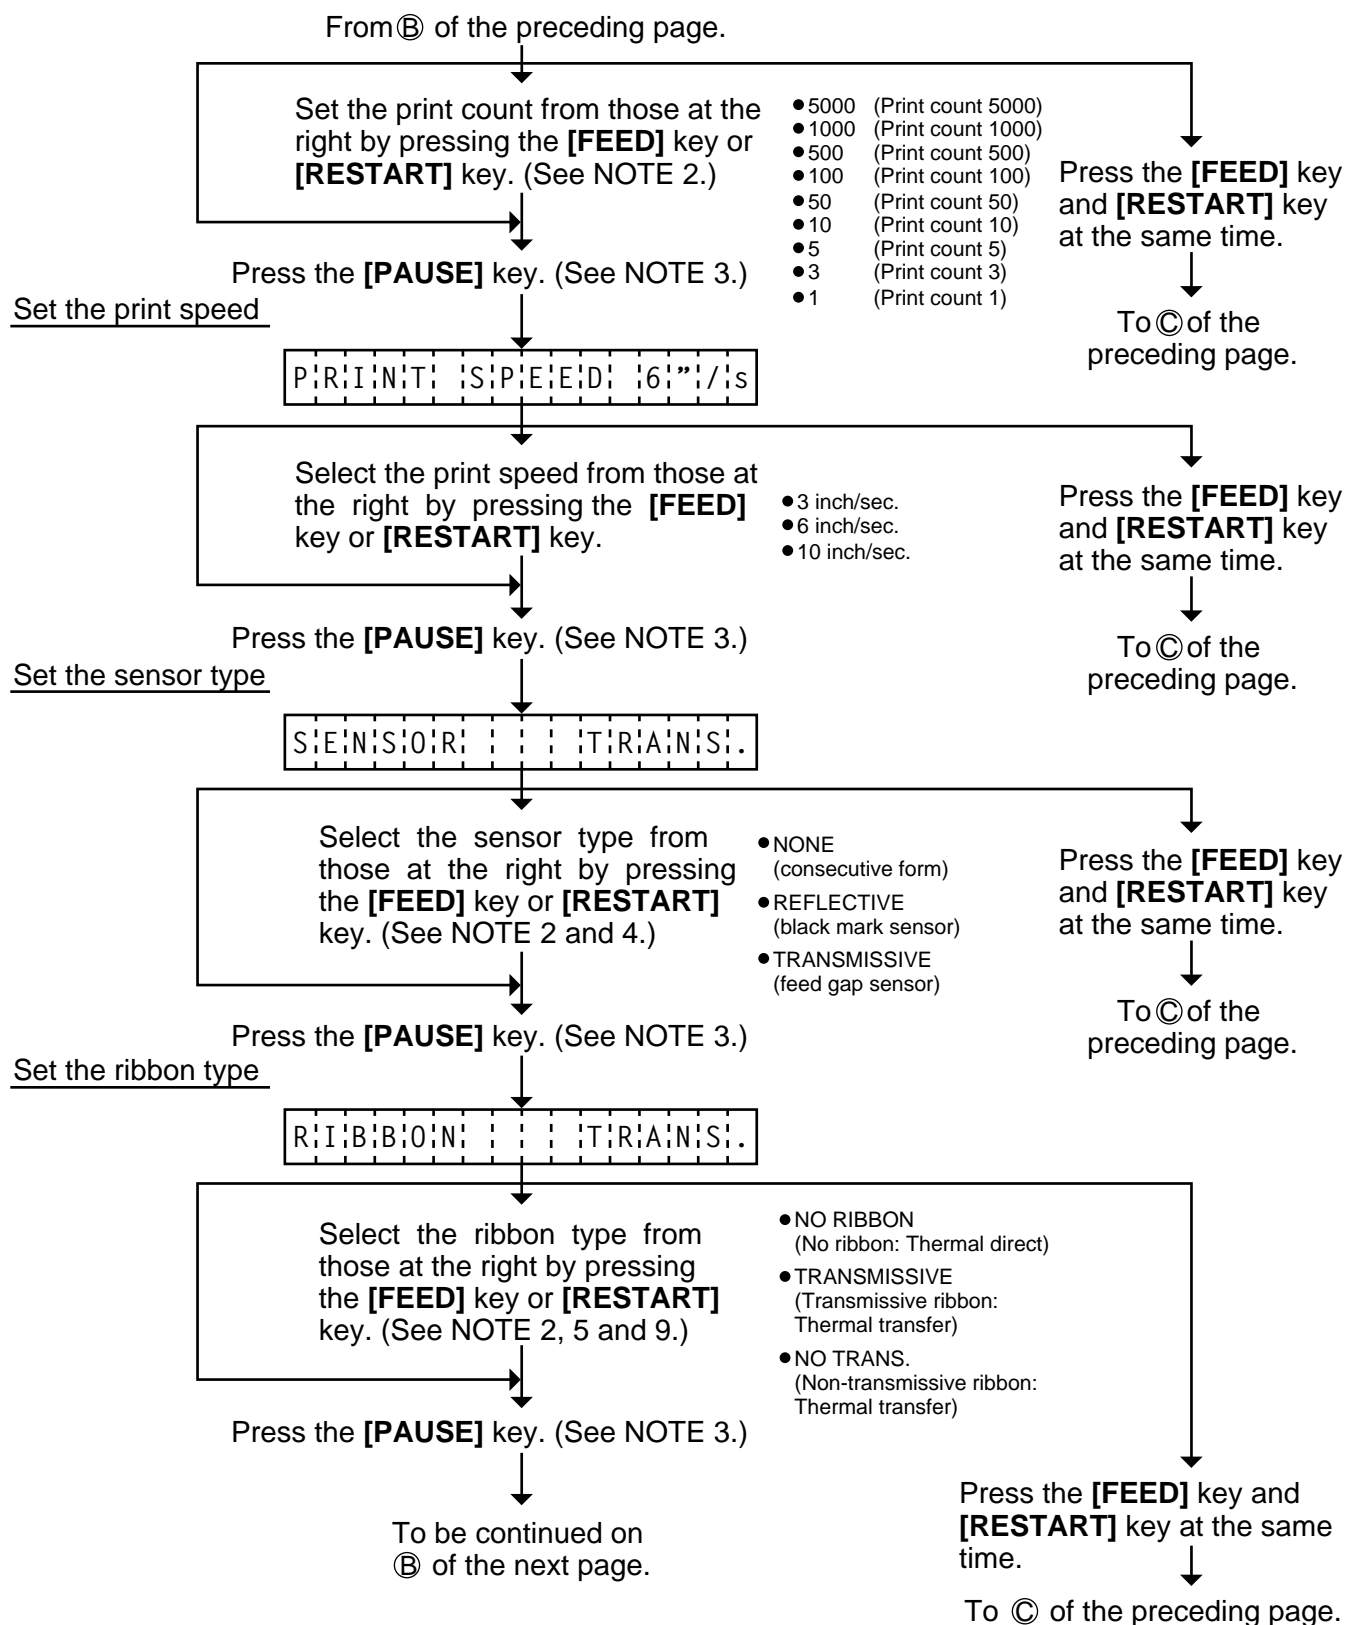 From Ⓑ of the preceding page.
Set the print count from those at the
right by pressing the [FEED] key or
[RESTART] key. (See NOTE 2.)
●5000 (Print count 5000)
●1000 (Print count 1000)
●500 (Print count 500)
●100 (Print count 100)
●50 (Print count 50)
●10 (Print count 10)
●5 (Print count 5)
●3 (Print count 3)
●1 (Print count 1)
Press the [FEED] key
and [RESTART] key
at the same time.
To Ⓒ of the
preceding page.
Press the [PAUSE] key. (See NOTE 3.)
Set the print speed
PRINT SPEED 6”/s
Select the print speed from those at
the right by pressing the [FEED]
key or [RESTART] key.
●3 inch/sec.
●6 inch/sec.
●10 inch/sec.
Press the [FEED] key
and [RESTART] key
at the same time.
To Ⓒ of the
preceding page.
Press the [PAUSE] key. (See NOTE 3.)
Set the sensor type
SENSOR TRANS.
Select the sensor type from
those at the right by pressing
the [FEED] key or [RESTART]
key. (See NOTE 2 and 4.)
●NONE
(consecutive form)
●REFLECTIVE
(black mark sensor)
●TRANSMISSIVE
(feed gap sensor)
Press the [FEED] key
and [RESTART] key
at the same time.
To Ⓒ of the
preceding page.
Press the [PAUSE] key. (See NOTE 3.)
Set the ribbon type
RIBBON TRANS.
Select the ribbon type from
those at the right by pressing
the [FEED] key or [RESTART]
key. (See NOTE 2, 5 and 9.)
●NO RIBBON
(No ribbon: Thermal direct)
●TRANSMISSIVE
(Transmissive ribbon:
Thermal transfer)
●NO TRANS.
(Non-transmissive ribbon:
Thermal transfer)
Press the [PAUSE] key. (See NOTE 3.)
To be continued on
Ⓑ of the next page.
Press the [FEED] key and
[RESTART] key at the same
time.
To Ⓒ of the preceding page.